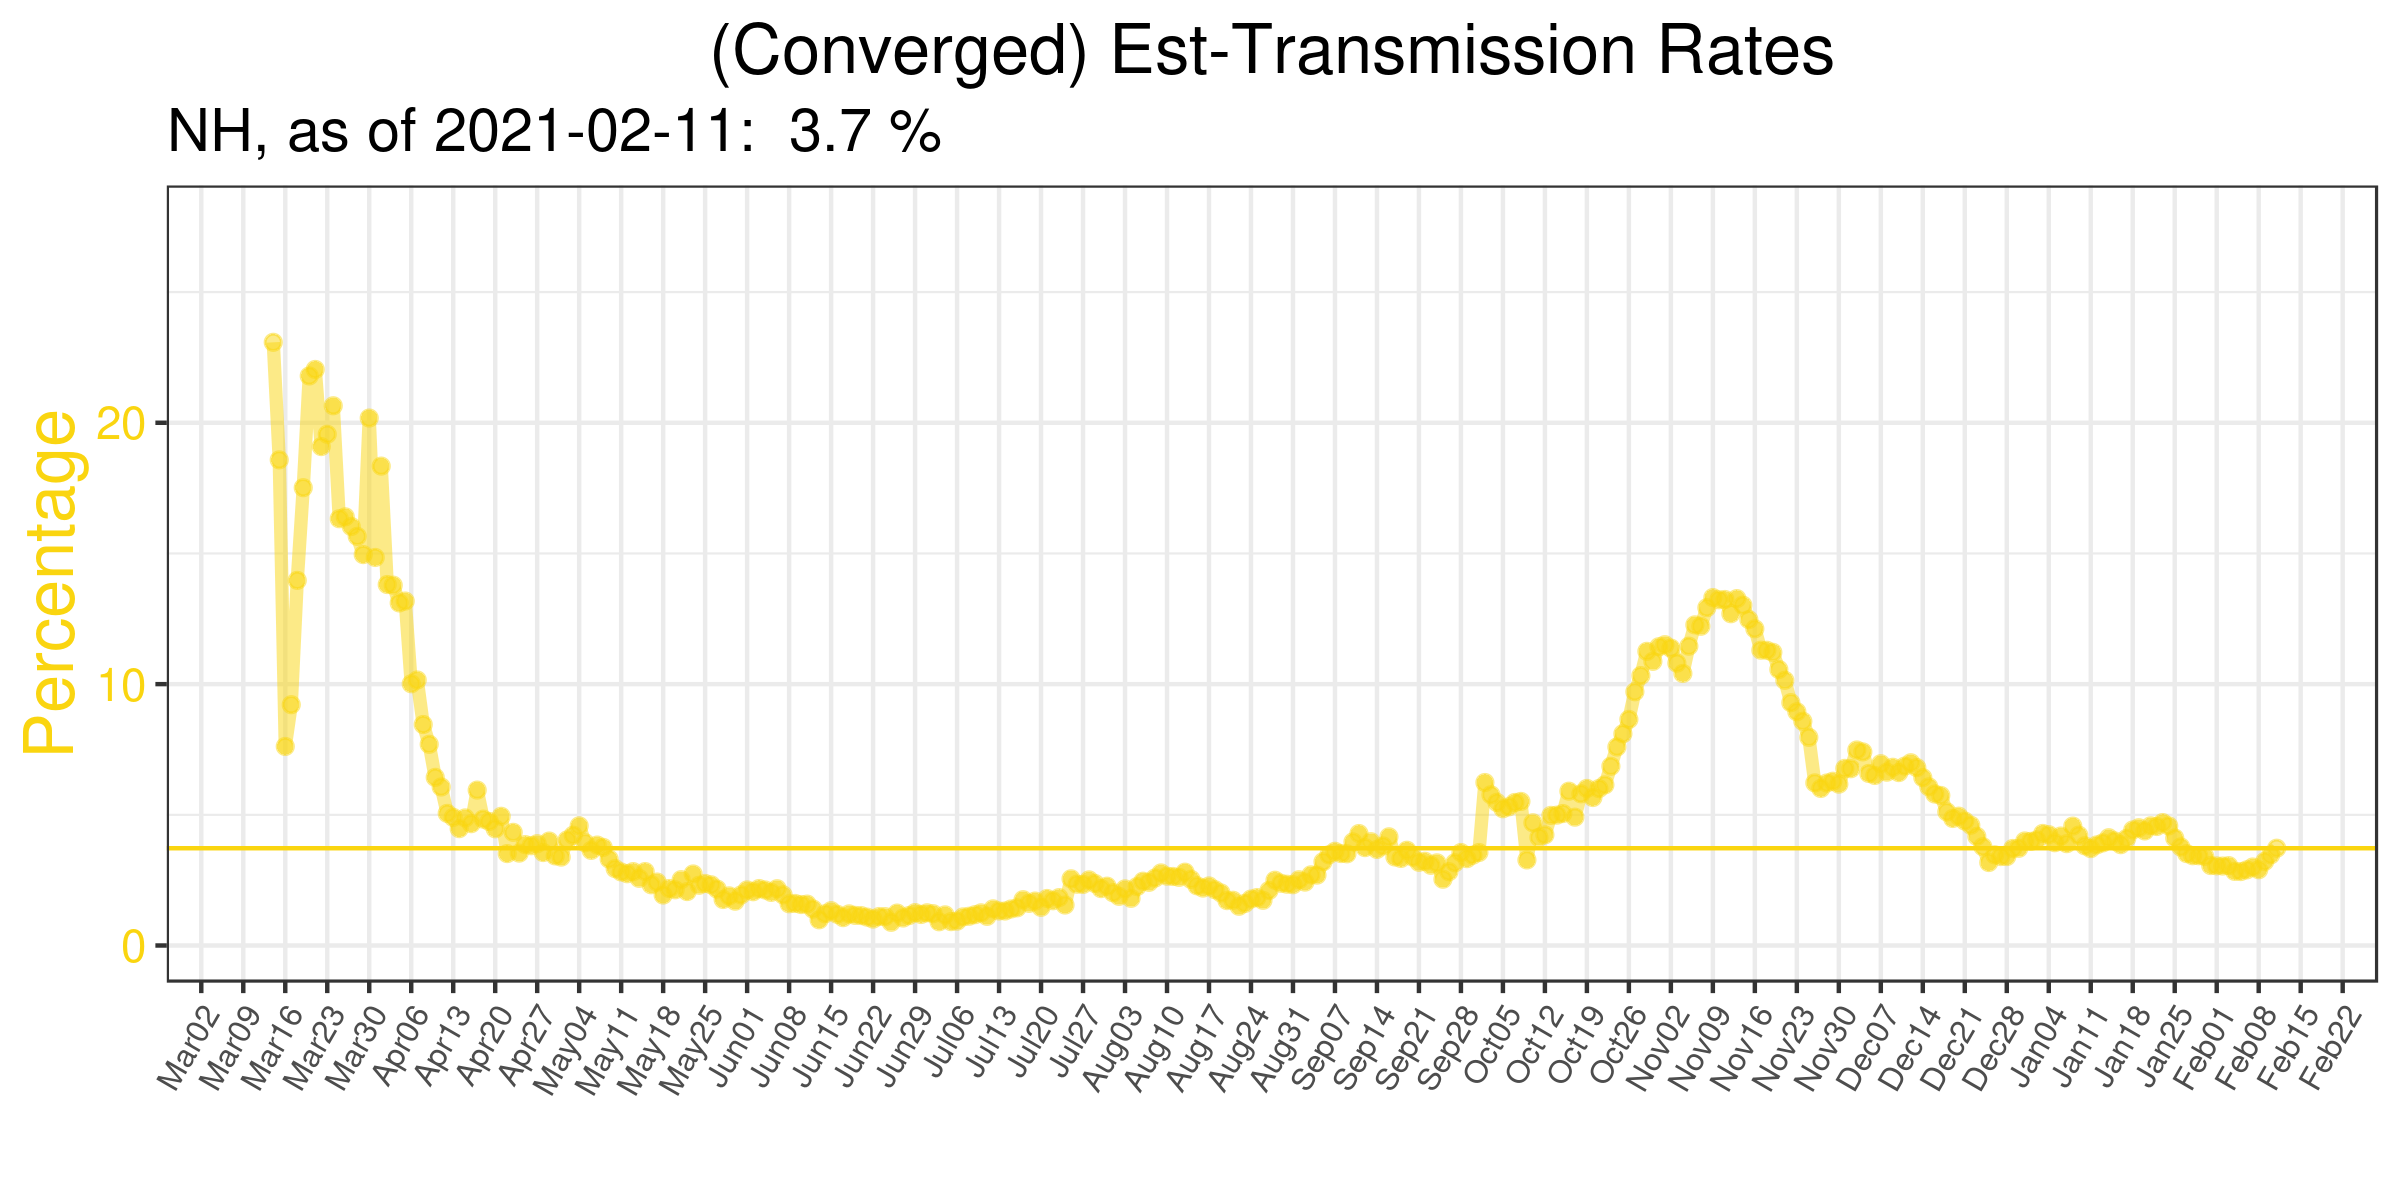 (Converged) Est-Transmission Rates
NH, as of 2021-02-11:  3.7 %
Percentage
20
10
0
Mar02 Mar09 Mar16 Mar23 Mar30 Apr06 Apr13 Apr20 Apr27 May04 May11 May18 May25 Jun01 Jun08 Jun15 Jun22 Jun29 Jul06 Jul13 Jul20 Jul27 Aug03 Aug10 Aug17 Aug24 Aug31 Sep07 Sep14 Sep21 Sep28 Oct05 Oct12 Oct19 Oct26 Nov02 Nov09 Nov16 Nov23 Nov30 Dec07 Dec14 Dec21 Dec28 Jan04 Jan11 Jan18 Jan25 Feb01 Feb08 Feb15 Feb22